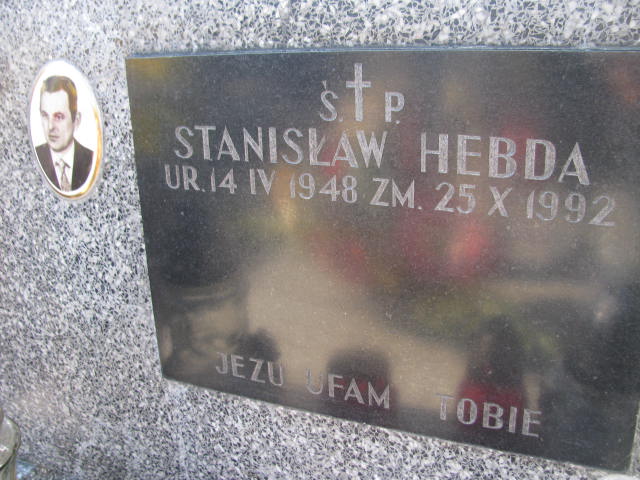 Ś. P.
STANISŁAW HEBDA
UR. 14 IV 1948 ZM. 25 X 1992
JEZU UFAM TOBIE